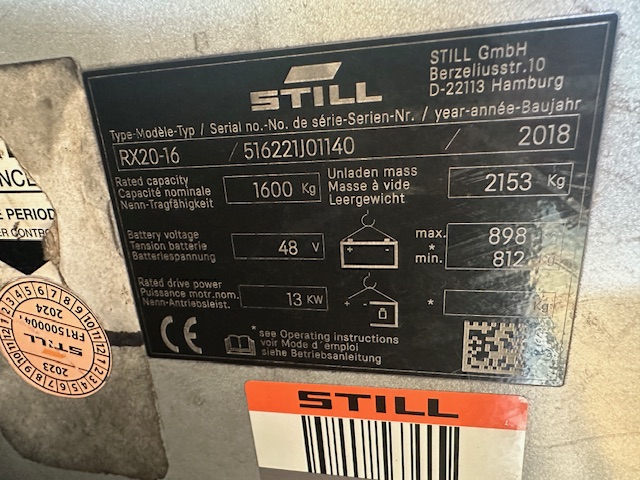 STILL
STILL GmbH
Berzeliusstr.10
D-22113 Hamburg
Type-Modèle-Typ / Serial no.-No. de série-Serien-Nr. / year-année-Baujahr
RX20-16 / 516221J01140 / 2018
Rated capacity
Capacité nominale
Nenn-Tragfähigkeit
1600 Kg
Unladen mass
Masse à vide
Leergewicht
2153 Kg
Battery voltage
Tension batterie
Batteriespannung
48 V
max. 898
*
min. 812
Rated drive power
Puissance motr.nom.
Nenn-Antriebsleist.
13 KW
*
CE
*see Operating instructions
voir Mode d'emploi
siehe Betriebsanleitung
STILL
E PERIOD
2024
STILL
2023